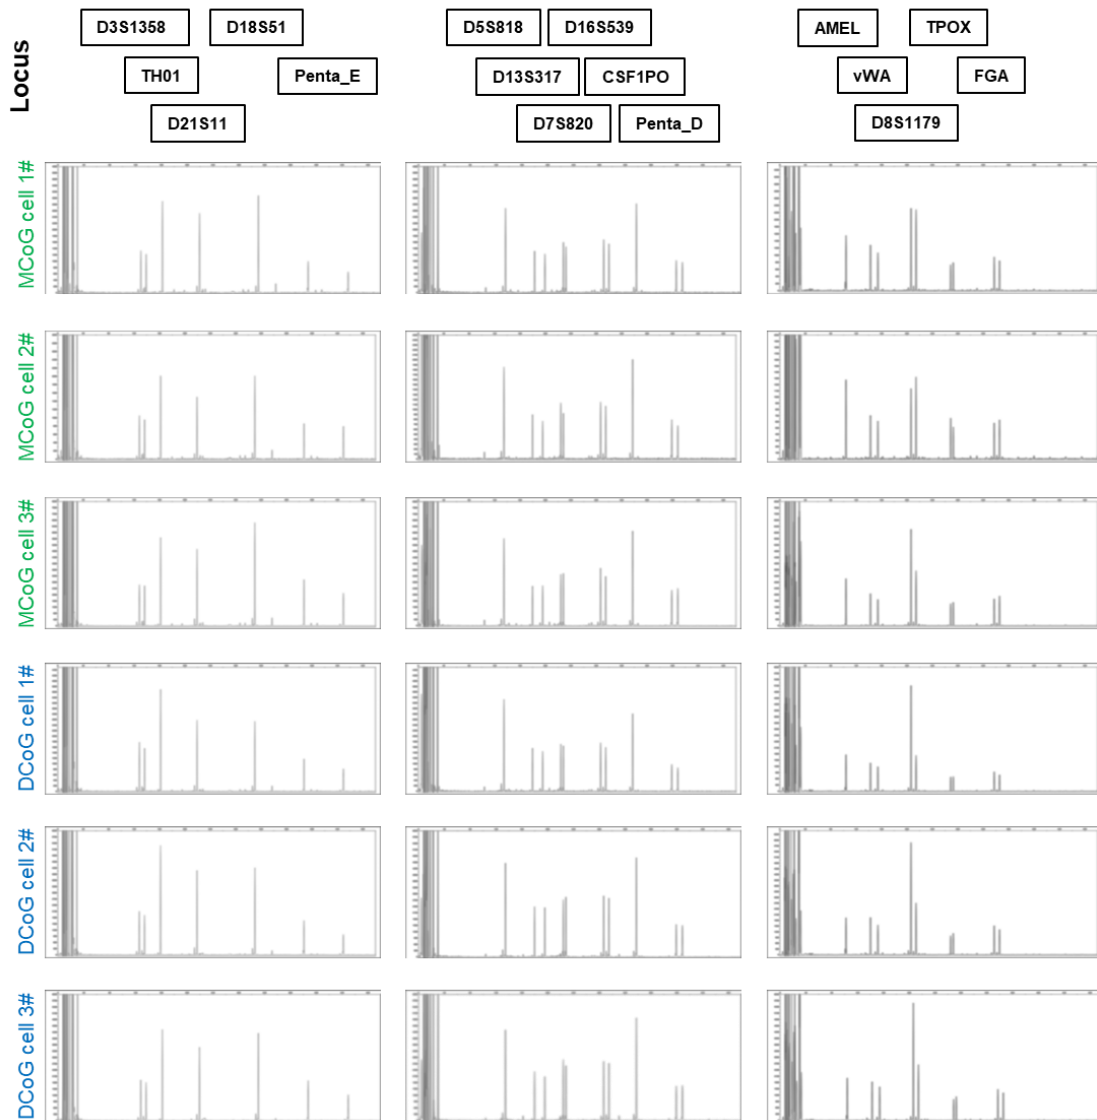 Locus
D3S1358 D18S51 D5S818 D16S539 AMEL TPOX
TH01 Penta_E D13S317 CSF1PO vWA FGA
D21S11 D7S820 Penta_D D8S1179
MCoG cell 1#
MCoG cell 2#
MCoG cell 3#
DCoG cell 1#
DCoG cell 2#
DCoG cell 3#